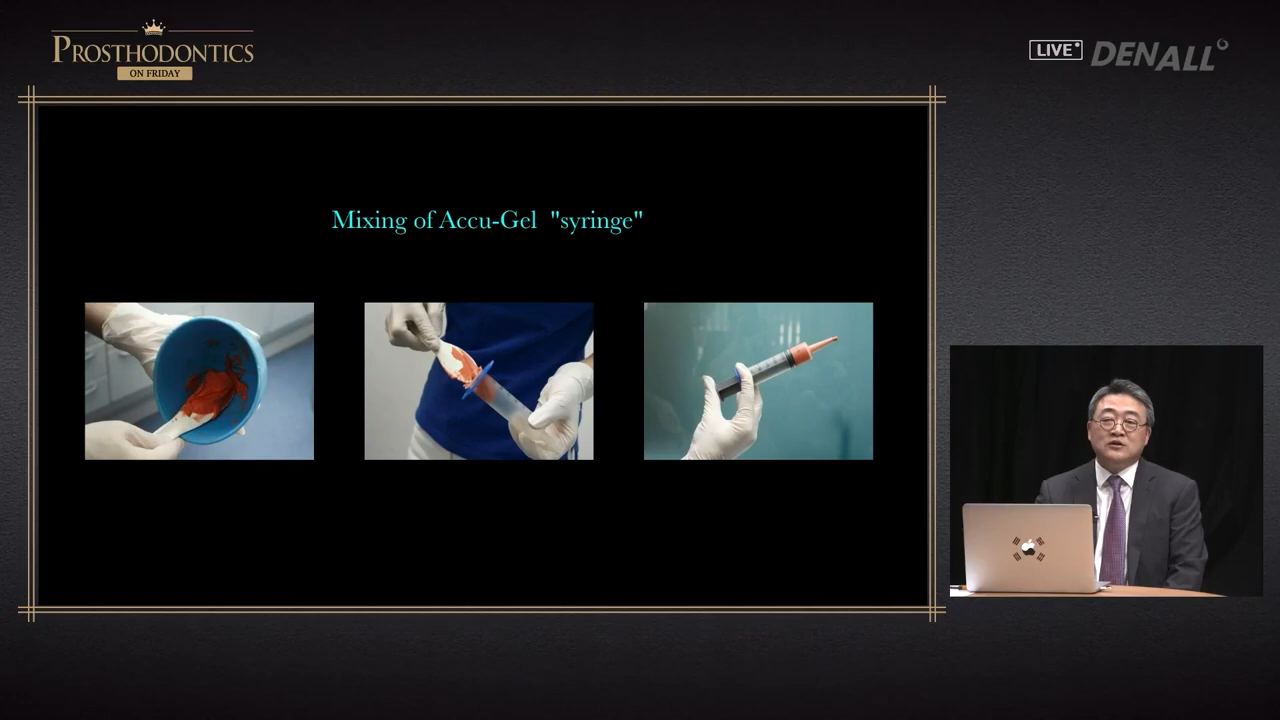 PROSTHODONTICS
ON FRIDAY
LIVE
DENALL
Mixing of Accu-Gel "syringe"